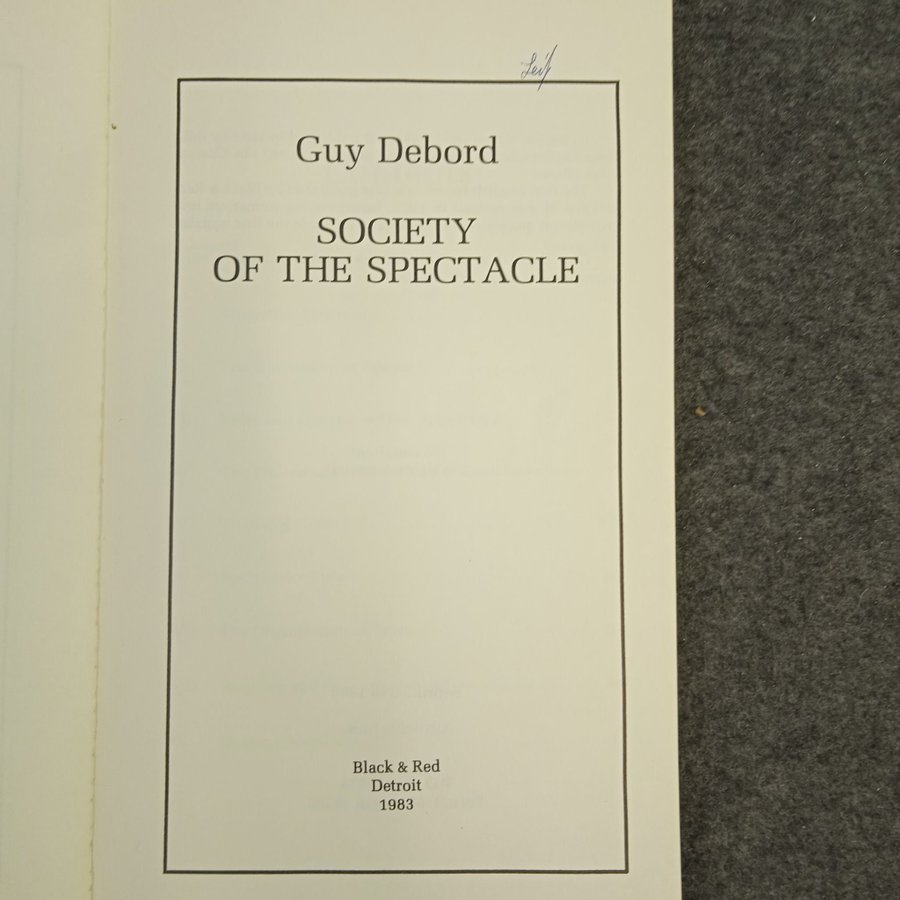 Guy Debord
SOCIETY
OF THE SPECTACLE
Black & Red
Detroit
1983